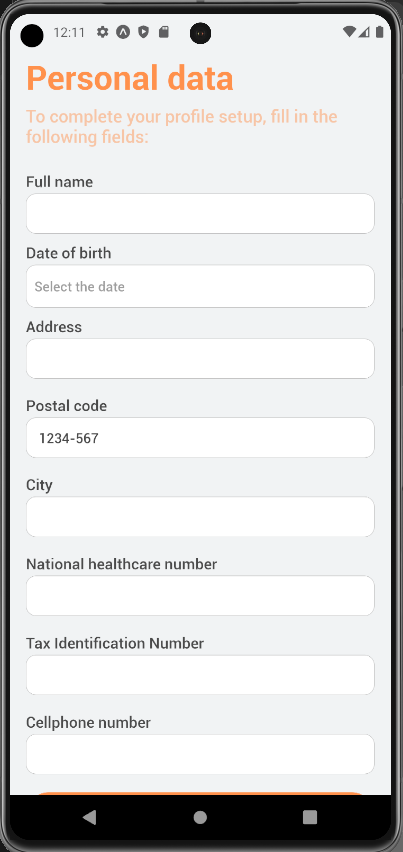 12:11
Personal data
To complete your profile setup, fill in the
following fields:
Full name
Date of birth
Select the date
Address
Postal code
1234-567
City
National healthcare number
Tax Identification Number
Cellphone number